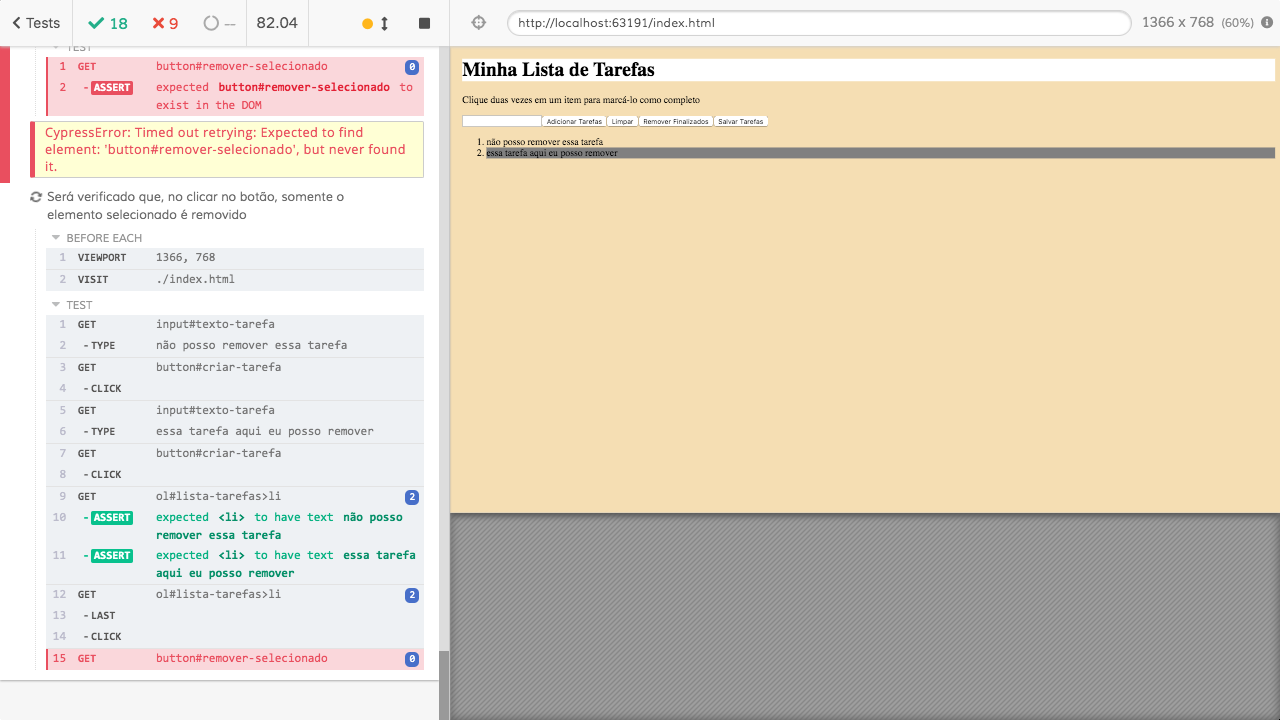 Tests
18
9
--
82.04
http://localhost:63191/index.html
1366 x 768 (60%)
TEST
1 GET button#remover-selecionado 0
2 -ASSERT expected button#remover-selecionado to
exist in the DOM
CypressError: Timed out retrying: Expected to find
element: 'button#remover-selecionado', but never found
it.
Será verificado que, no clicar no botão, somente o
elemento selecionado é removido
BEFORE EACH
1 VIEWPORT 1366, 768
2 VISIT ./index.html
TEST
1 GET input#texto-tarefa
2 -TYPE não posso remover essa tarefa
3 GET button#criar-tarefa
4 -CLICK
5 GET input#texto-tarefa
6 -TYPE essa tarefa aqui eu posso remover
7 GET button#criar-tarefa
8 -CLICK
9 GET ol#lista-tarefas>li 2
10 -ASSERT expected <li> to have text não posso
remover essa tarefa
11 -ASSERT expected <li> to have text essa tarefa
aqui eu posso remover
12 GET ol#lista-tarefas>li 2
13 -LAST
14 -CLICK
15 GET button#remover-selecionado 0
Minha Lista de Tarefas
Clique duas vezes em um item para marcá-lo como completo
Adicionar Tarefas Limpar Remover Finalizados Salvar Tarefas
1. não posso remover essa tarefa
2. essa tarefa aqui eu posso remover